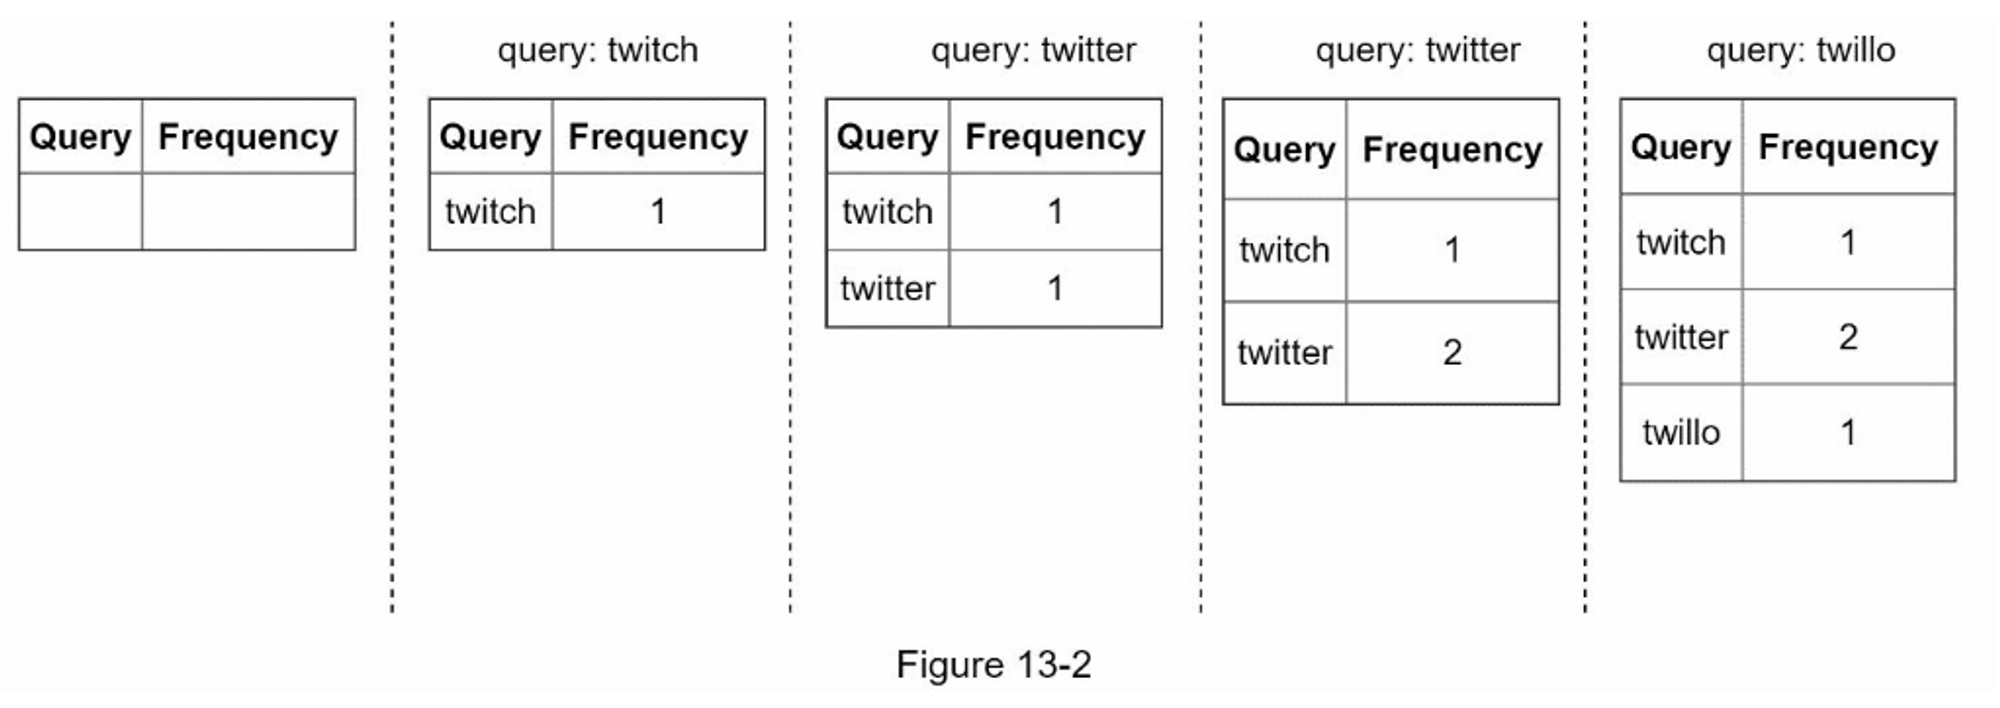 Query Frequency
query: twitch
Query Frequency
twitch 1
query: twitter
Query Frequency
twitch 1
twitter 1
query: twitter
Query Frequency
twitch 1
twitter 2
query: twillo
Query Frequency
twitch 1
twitter 2
twillo 1
Figure 13-2